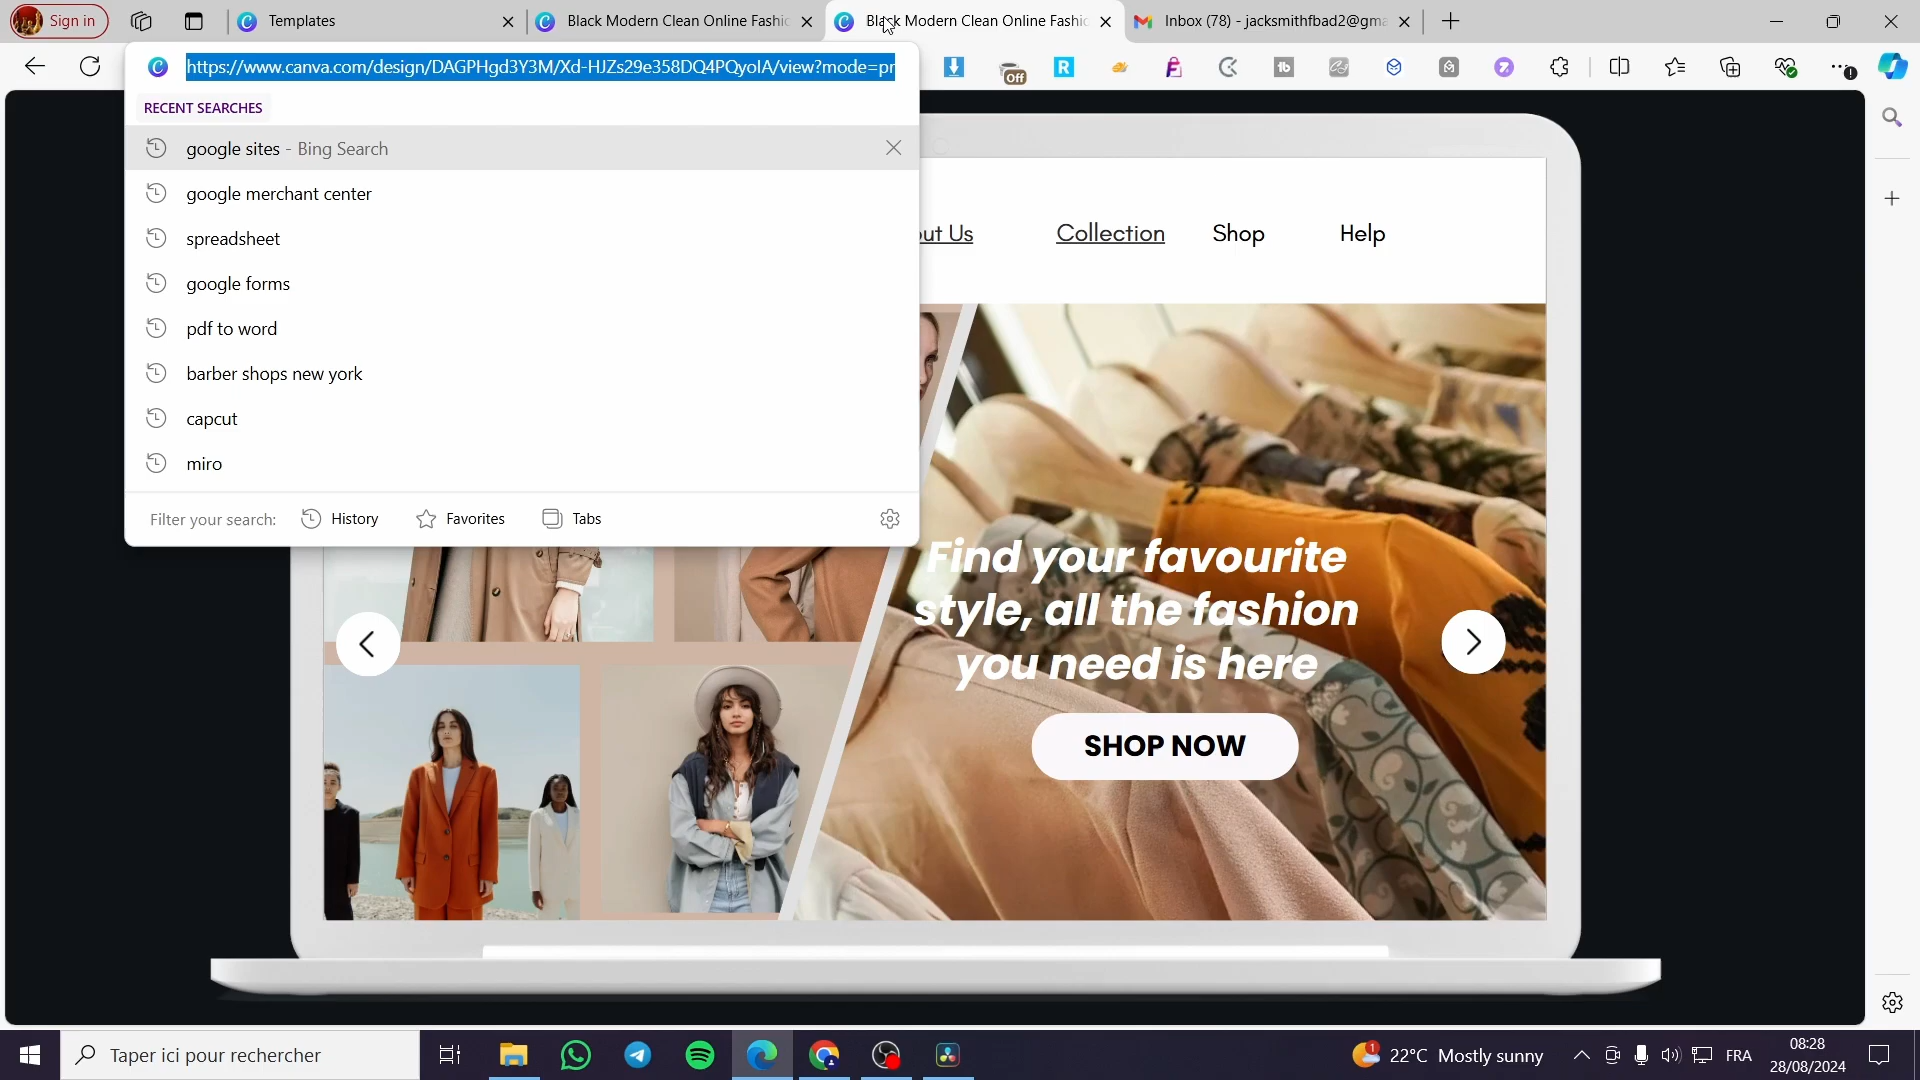 Sign in
Templates
Black Modern Clean Online Fashic
Black Modern Clean Online Fashic
Inbox (78) - jacksmithfbad2@gma
https://www.canva.com/design/DAGPHgd3Y3M/Xd-HJZs29e358DQ4PQyolA/view?mode=pr
Off
RECENT SEARCHES
google sites - Bing Search
google merchant center
spreadsheet
google forms
pdf to word
barber shops new york
capcut
miro
Filter your search: History Favorites Tabs
out Us Collection Shop Help
Find your favourite
style, all the fashion
you need is here
SHOP NOW
Taper ici pour rechercher
1
22°C Mostly sunny
FRA
08:28
28/08/2024